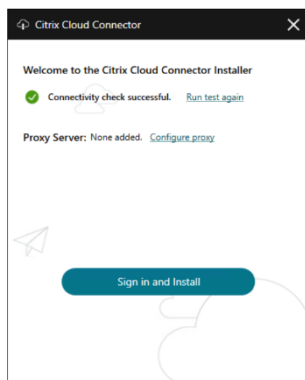 Citrix Cloud Connector
Welcome to the Citrix Cloud Connector Installer
Connectivity check successful. Run test again
Proxy Server: None added. Configure proxy
Sign in and Install